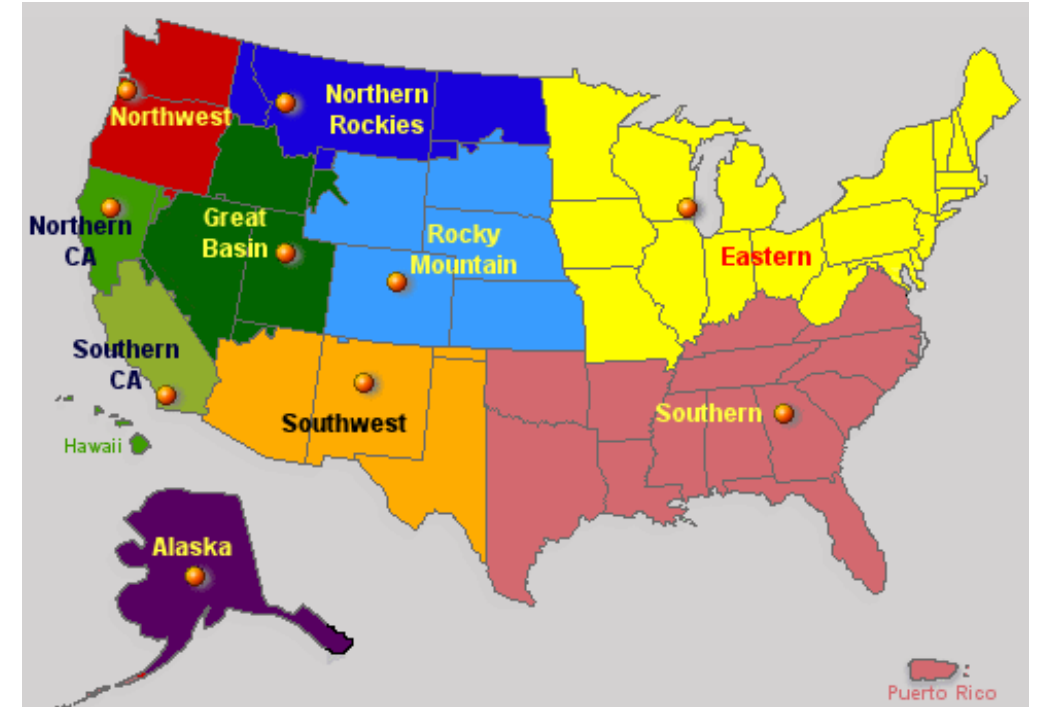 Northwest
Northern
Rockies
Northern
CA
Great
Basin
Rocky
Mountain
Eastern
Southern
CA
Southwest
Southern
Hawaii
Alaska
Puerto Rico